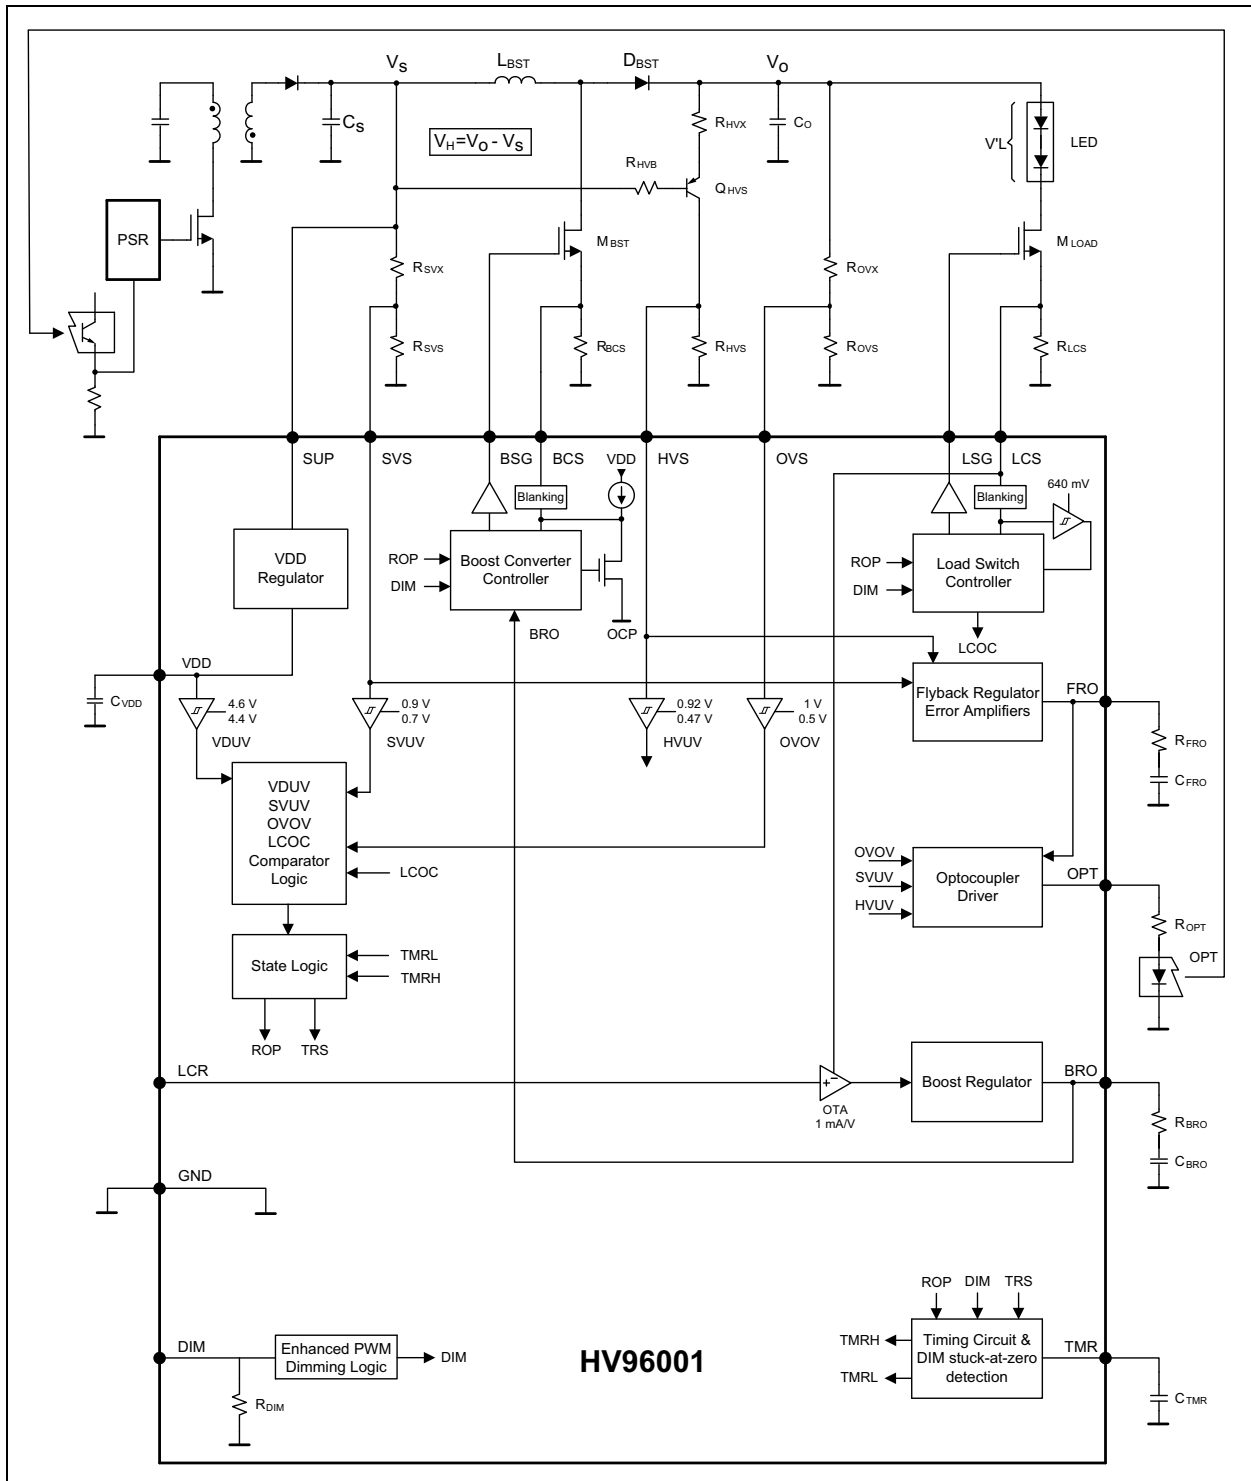 Vs
LBST
DBST
Vo
Cs
VH=Vo - Vs
RHVX
Co
V'L
LED
RHVB
QHVS
PSR
MBST
MLOAD
RSVX
ROVX
RSVS
RBCS
RHVS
ROVS
RLCS
SUP
SVS
BSG
BCS
VDD
HVS
OVS
LSG
LCS
Blanking
Blanking
640 mV
VDD
Regulator
ROP
DIM
Boost Converter
Controller
BRO
OCP
ROP
DIM
Load Switch
Controller
LCOC
VDD
CVDD
4.6 V
4.4 V
VDUV
0.9 V
0.7 V
SVUV
0.92 V
0.47 V
HVUV
1 V
0.5 V
OVOV
Flyback Regulator
Error Amplifiers
FRO
RFRO
CFRO
VDUV
SVUV
OVOV
LCOC
Comparator
Logic
LCOC
OVOV
SVUV
HVUV
Optocoupler
Driver
OPT
ROPT
OPT
State Logic
TMRL
TMRH
ROP
TRS
LCR
+
−
OTA
1 mA/V
Boost Regulator
BRO
RBRO
CBRO
GND
ROP
DIM
TRS
DIM
Enhanced PWM
Dimming Logic
DIM
RDIM
HV96001
TMRH
TMRL
Timing Circuit &
DIM stuck-at-zero
detection
TMR
CTMR